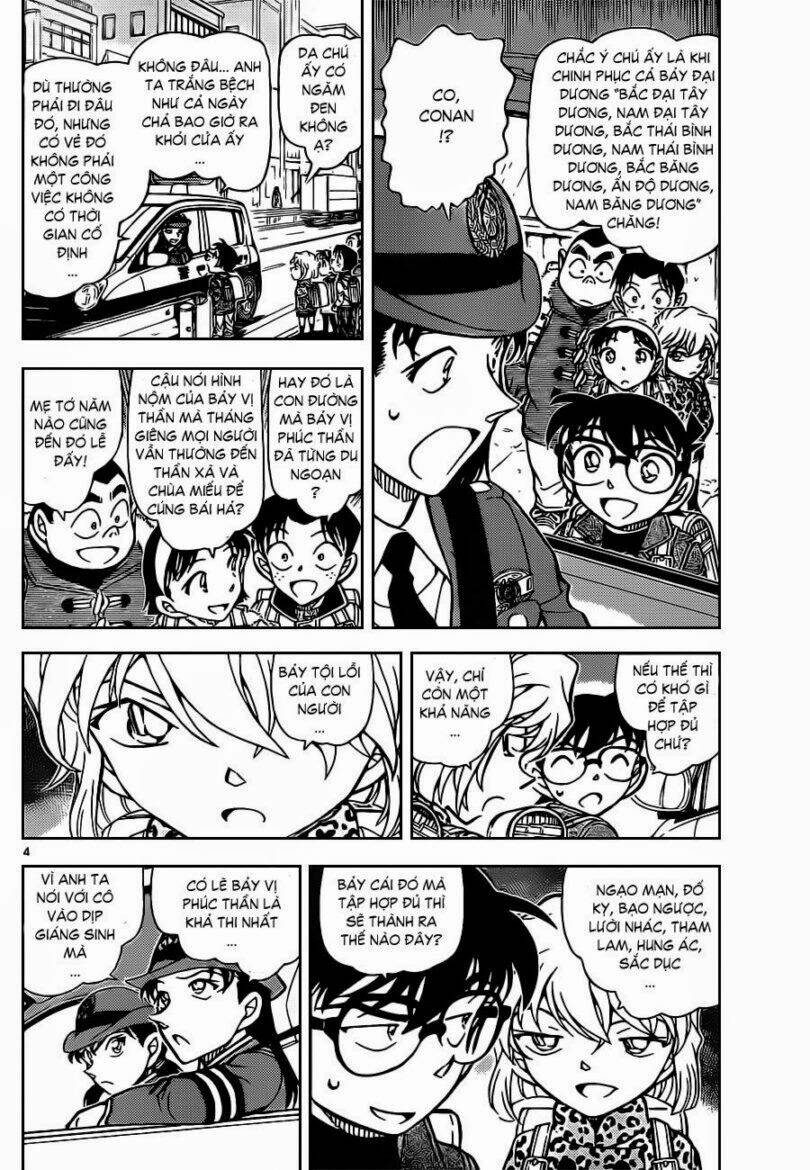 CHẮC Ý CHÚ ẤY LÀ KHI
CHINH PHỤC CẢ BẢY ĐẠI
DƯƠNG "BẮC ĐẠI TÂY
DƯƠNG, NAM ĐẠI TÂY
DƯƠNG, BẮC THÁI BÌNH
DƯƠNG, NAM THÁI BÌNH
DƯƠNG, BẮC BĂNG
DƯƠNG, ẤN ĐỘ DƯƠNG,
NAM BĂNG DƯƠNG"
CHĂNG!
CO,
CONAN
!?
DA CHÚ
ẤY CÓ
NGĂM
ĐEN
KHÔNG
Ạ?
KHÔNG ĐÂU... ANH
TA TRẮNG BỆCH
NHƯ CẢ NGÀY
CHẢ BAO GIỜ RA
KHỎI CỬA ẤY
...
DÙ THƯỜNG
PHẢI ĐI ĐÂU
ĐÓ, NHƯNG
CÓ VẺ ĐÓ
KHÔNG PHẢI
MỘT CÔNG
VIỆC KHÔNG
CÓ THỜI
GIAN CỐ
ĐỊNH
...
HAY ĐÓ LÀ
CON ĐƯỜNG
MÀ BẢY VỊ
PHÚC THẦN
ĐÃ TỪNG DU
NGOẠN
?
CẬU NÓI HÌNH
NỘM CỦA BẢY VỊ
THẦN MÀ THÁNG
GIÊNG MỌI NGƯỜI
VẪN THƯỜNG ĐẾN
THẦN XÃ VÀ
CHÙA MIẾU ĐỂ
CÚNG BÁI HẢ?
MẸ TỚ NĂM
NÀO CŨNG
ĐẾN ĐÓ LỄ
ĐẤY!
NẾU THẾ THÌ
CÓ KHÓ GÌ
ĐỂ TẬP
HỢP ĐỦ
CHỨ?
VẬY, CHỈ
CÒN MỘT
KHẢ NĂNG
...
BẢY TỘI LỖI
CỦA CON
NGƯỜI
...
4
NGẠO MẠN, ĐỐ
KỴ, BẠO NGƯỢC,
LƯỜI NHÁC, THAM
LAM, HUNG ÁC,
SẮC DỤC
...
BẢY CÁI ĐÓ MÀ
TẬP HỢP ĐỦ THÌ
SẼ THÀNH RA
THẾ NÀO ĐÂY?
CÓ LẼ BẢY VỊ
PHÚC THẦN LÀ
KHẢ THI NHẤT
...
VÌ ANH TA
NÓI VỚI CÔ
VÀO DỊP
GIÁNG SINH
MÀ
...